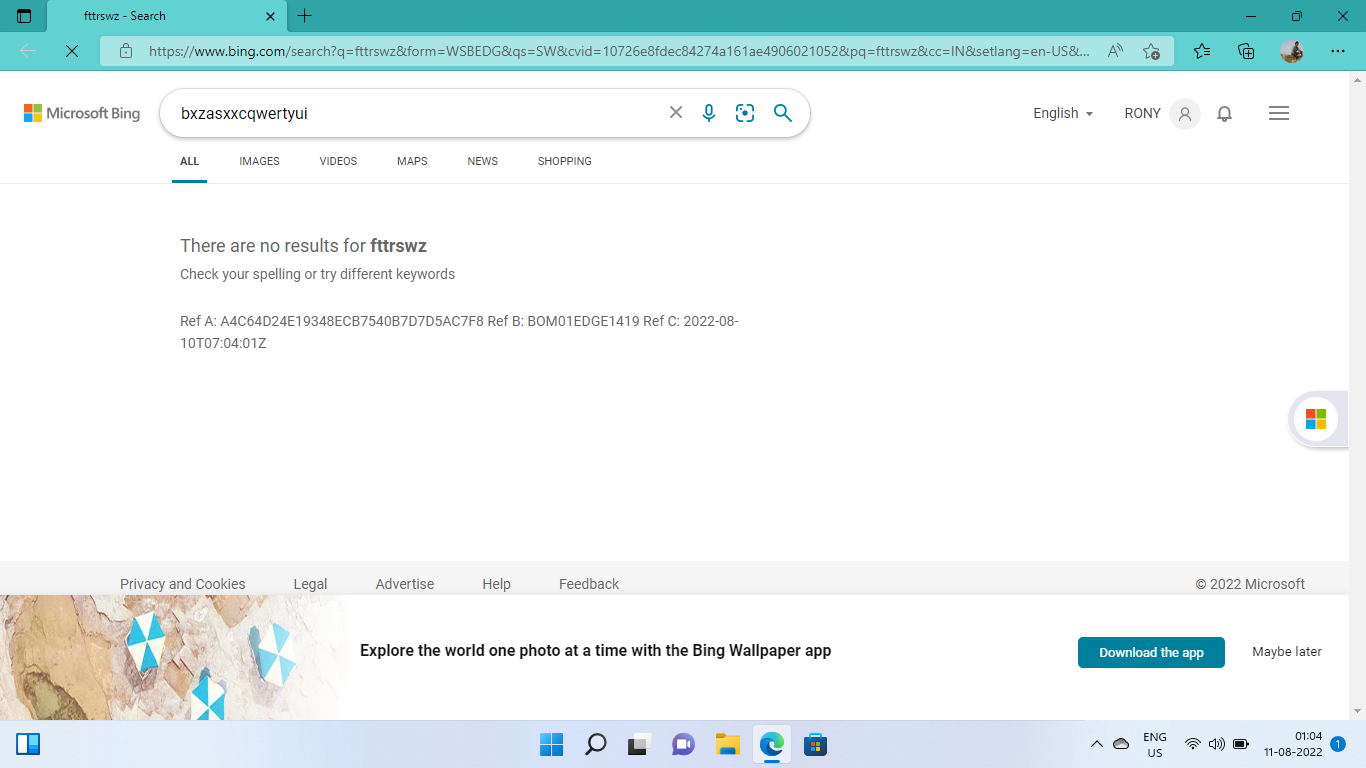 fttrswz - Search
https://www.bing.com/search?q=fttrswz&form=WSBEDG&qs=SW&cvid=10726e8fdec84274a161ae4906021052&pq=fttrswz&cc=IN&setlang=en-US&...
Microsoft Bing
bxzasxxcqwertyui
English
RONY
ALL IMAGES VIDEOS MAPS NEWS SHOPPING
There are no results for fttrswz
Check your spelling or try different keywords
Ref A: A4C64D24E19348ECB7540B7D7D5AC7F8 Ref B: BOM01EDGE1419 Ref C: 2022-08-
10T07:04:01Z
Privacy and Cookies Legal Advertise Help Feedback © 2022 Microsoft
Explore the world one photo at a time with the Bing Wallpaper app
Download the app
Maybe later
ENG
US
01:04
11-08-2022
1